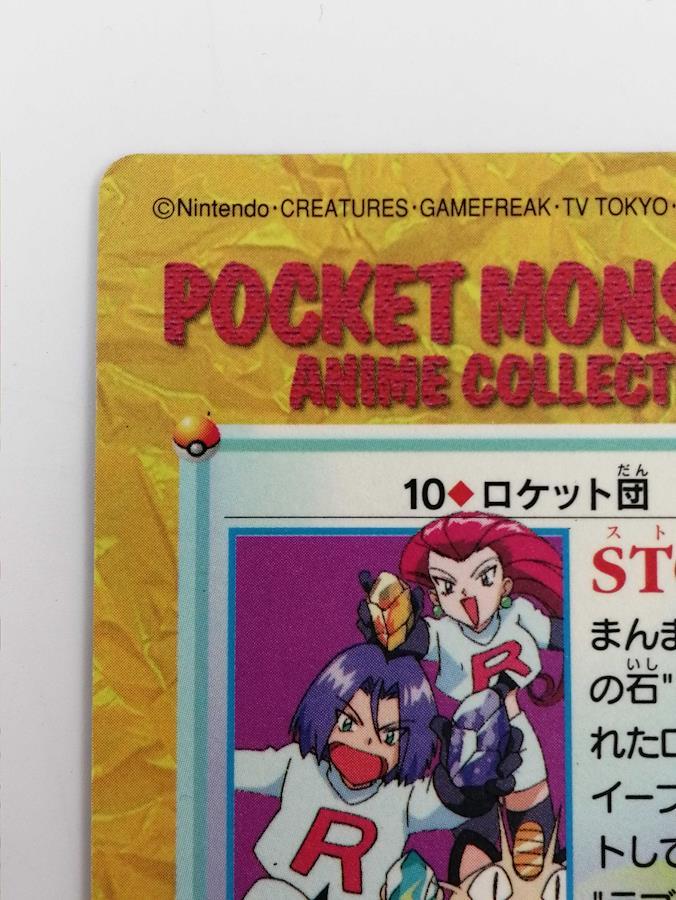 ©Nintendo・CREATURES・GAMEFREAK・TV TOKYO・
POCKET MONS
ANIME COLLECT
10◆ロケット団
だん
スト
ST
まんま
の石"
いし
れたロ
イーブ
トして
R
R